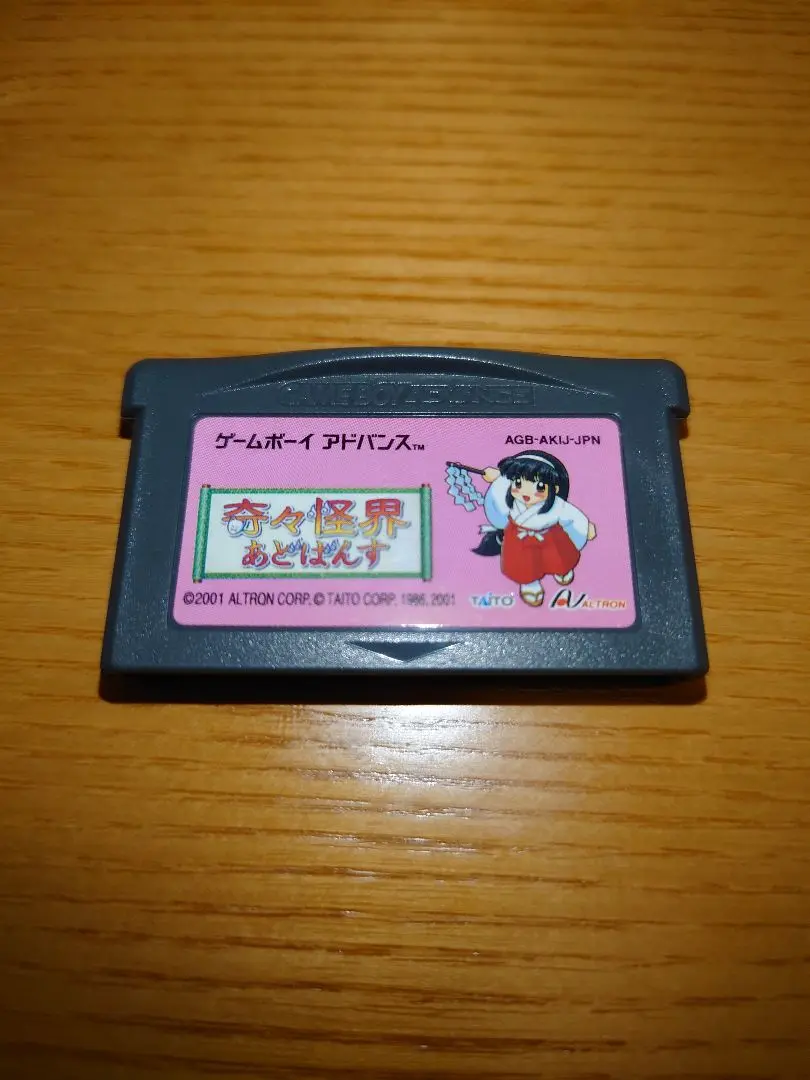 GAME BOY ADVANCE
ゲームボーイ アドバンス™
AGB-AKIJ-JPN
奇々怪界
あどばんす
©2001 ALTRON CORP. © TAITO CORP. 1986, 2001
TAITO
ALTRON